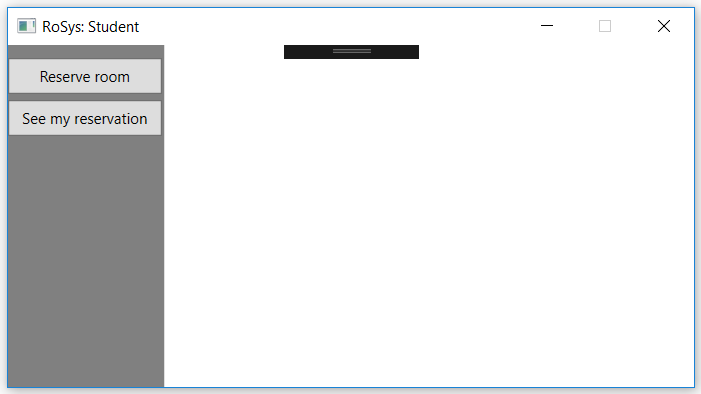 RoSys: Student
Reserve room
See my reservation